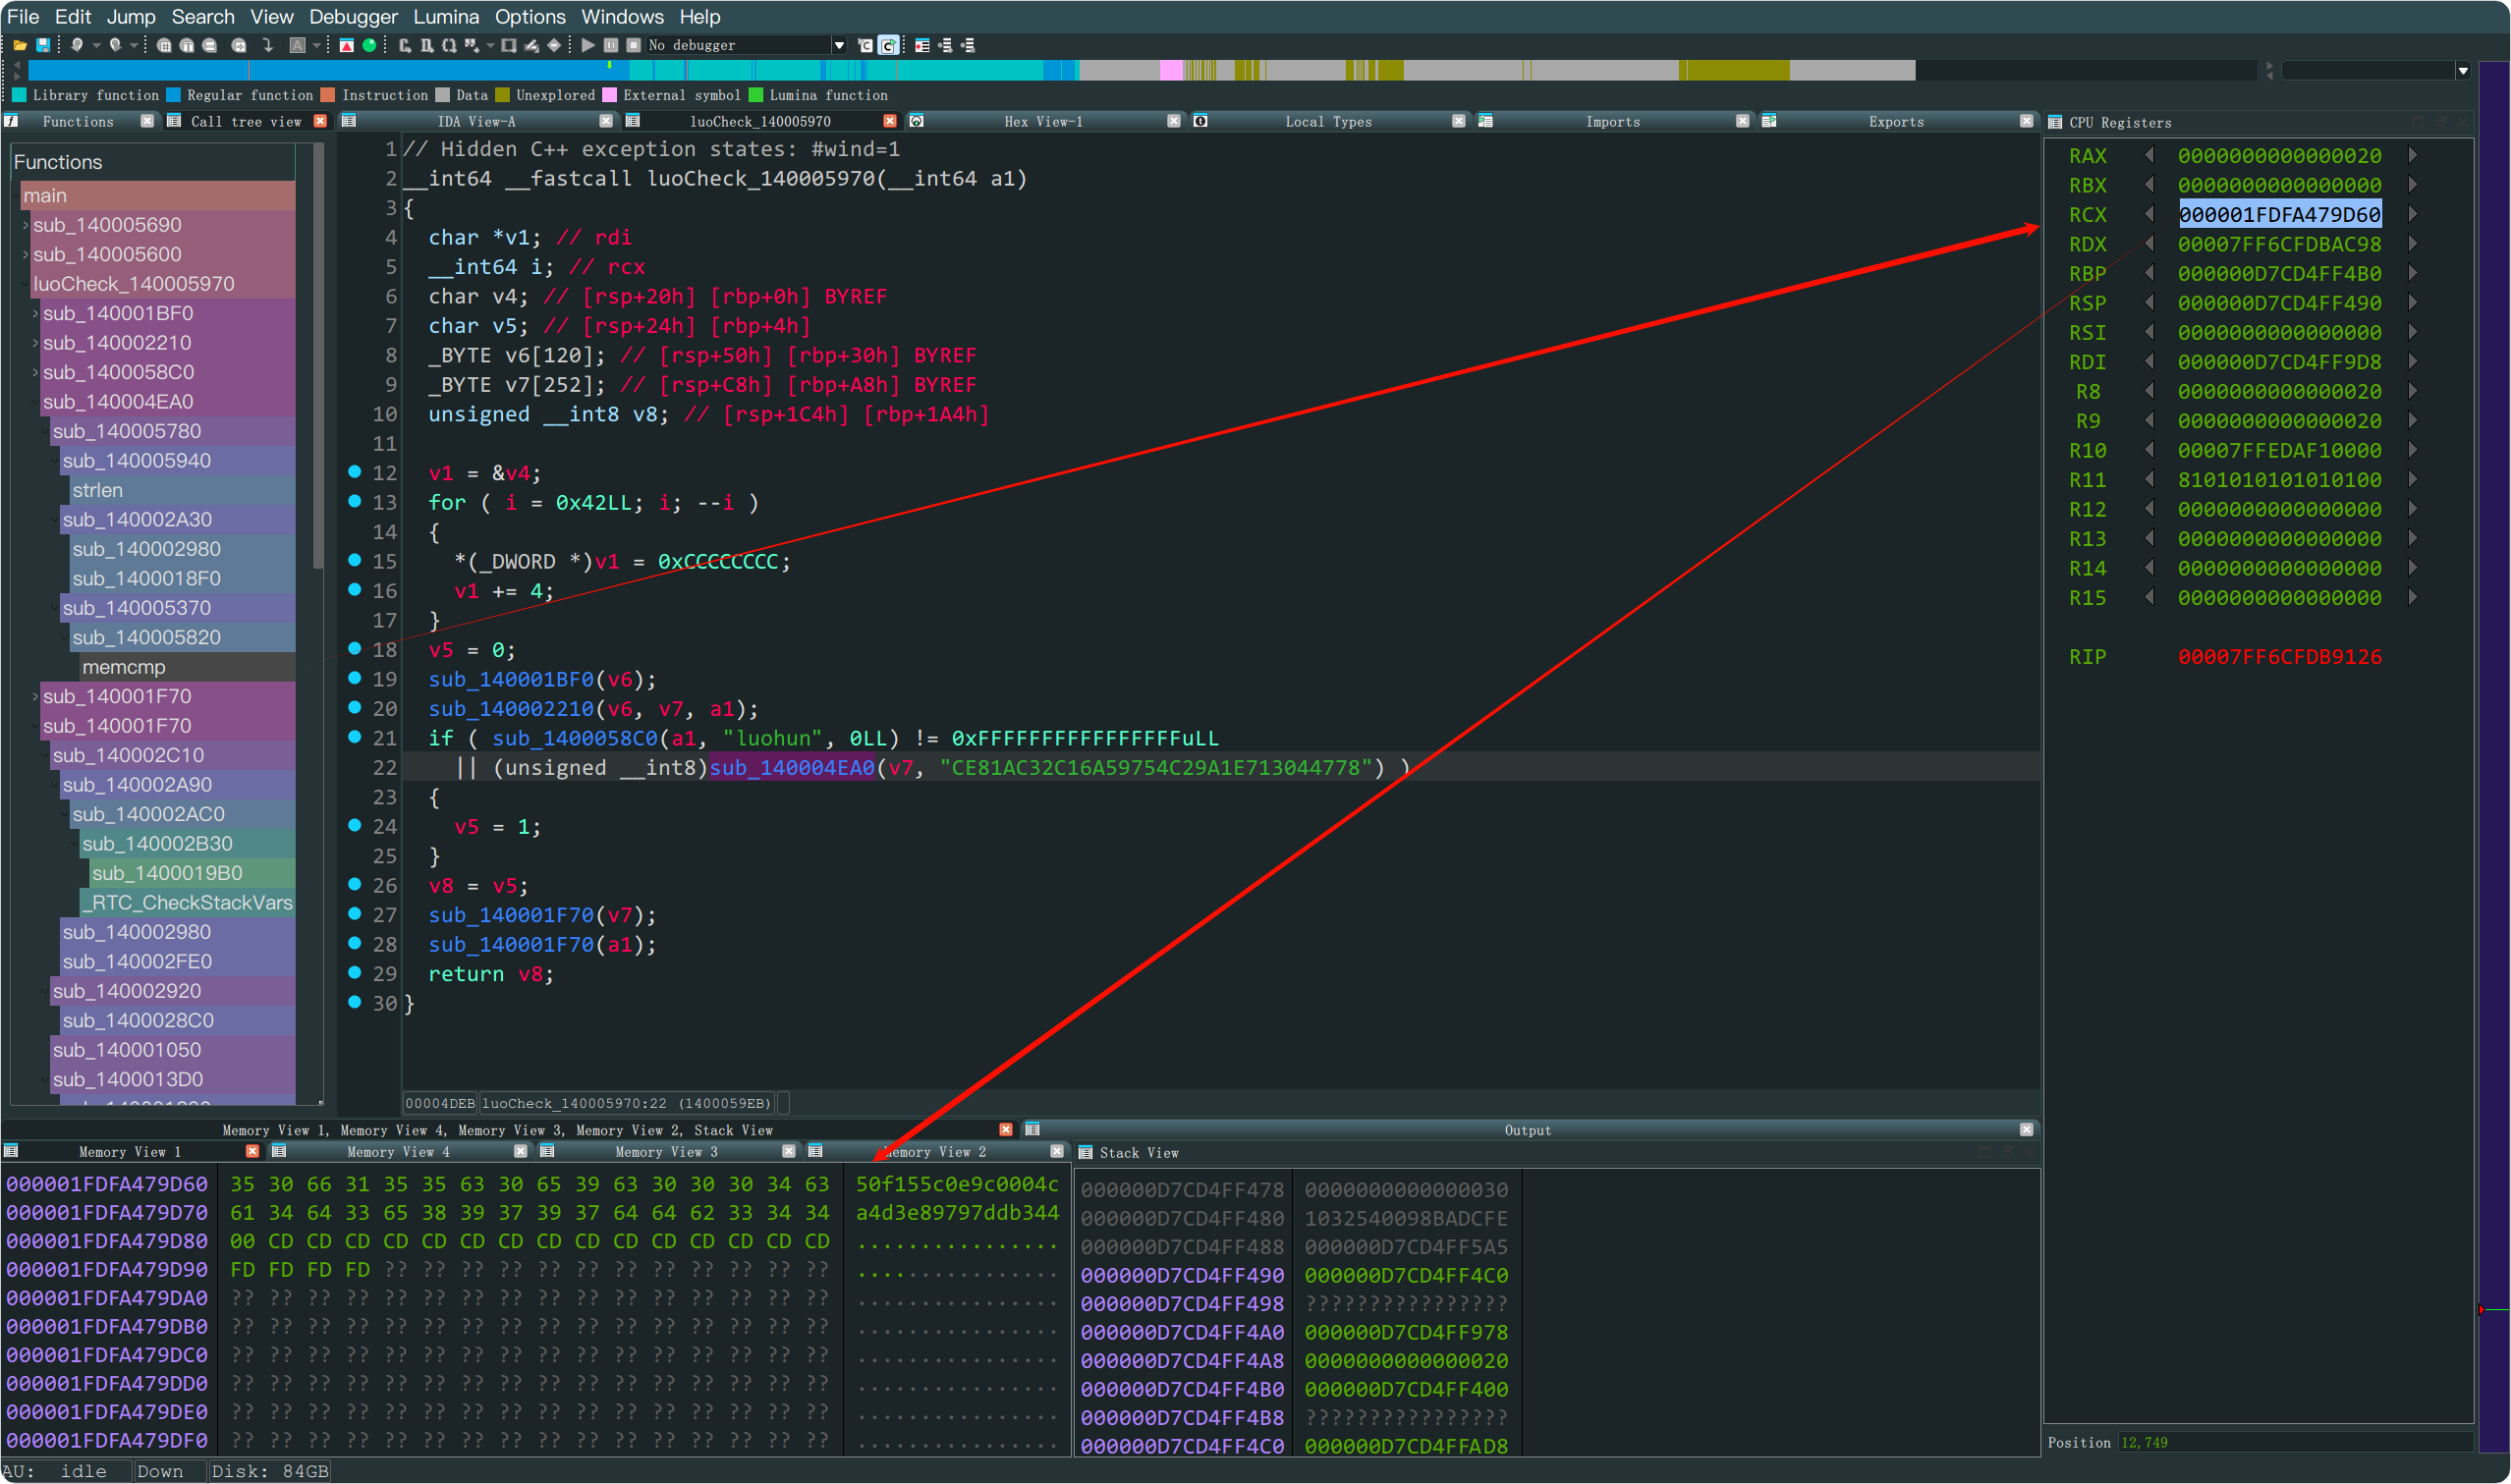 File Edit Jump Search View Debugger Lumina Options Windows Help
No debugger
Library function Regular function Instruction Data Unexplored External symbol Lumina function
Functions Call tree view IDA View-A luoCheck_140005970 Hex View-1 Local Types Imports Exports CPU Registers
Functions
main
sub_140005690
sub_140005600
luoCheck_140005970
sub_140001BF0
sub_140002210
sub_1400058C0
sub_140004EA0
sub_140005780
sub_140005940
strlen
sub_140002A30
sub_140002980
sub_1400018F0
sub_140005370
sub_140005820
memcmp
sub_140001F70
sub_140001F70
sub_140002C10
sub_140002A90
sub_140002AC0
sub_140002B30
sub_1400019B0
_RTC_CheckStackVars
sub_140002980
sub_140002FE0
sub_140002920
sub_1400028C0
sub_140001050
sub_1400013D0
1 // Hidden C++ exception states: #wind=1
2 __int64 __fastcall luoCheck_140005970(__int64 a1)
3 {
4 char *v1; // rdi
5 __int64 i; // rcx
6 char v4; // [rsp+20h] [rbp+0h] BYREF
7 char v5; // [rsp+24h] [rbp+4h]
8 _BYTE v6[120]; // [rsp+50h] [rbp+30h] BYREF
9 _BYTE v7[252]; // [rsp+C8h] [rbp+A8h] BYREF
10 unsigned __int8 v8; // [rsp+1C4h] [rbp+1A4h]
11
12 v1 = &v4;
13 for ( i = 0x42LL; i; --i )
14 {
15 *(_DWORD *)v1 = 0xCCCCCCCC;
16 v1 += 4;
17 }
18 v5 = 0;
19 sub_140001BF0(v6);
20 sub_140002210(v6, v7, a1);
21 if ( sub_1400058C0(a1, "luohun", 0LL) != 0xFFFFFFFFFFFFFFFFuLL
22 || (unsigned __int8)sub_140004EA0(v7, "CE81AC32C16A59754C29A1E713044778") )
23 {
24 v5 = 1;
25 }
26 v8 = v5;
27 sub_140001F70(v7);
28 sub_140001F70(a1);
29 return v8;
30 }
00004DEB luoCheck_140005970:22 (1400059EB)
RAX 0000000000000020
RBX 0000000000000000
RCX 000001FDFA479D60
RDX 00007FF6CFDBAC98
RBP 000000D7CD4FF4B0
RSP 000000D7CD4FF490
RSI 0000000000000000
RDI 000000D7CD4FF9D8
R8 0000000000000020
R9 0000000000000020
R10 00007FFEDAF10000
R11 8101010101010100
R12 0000000000000000
R13 0000000000000000
R14 0000000000000000
R15 0000000000000000
RIP 00007FF6CFDB9126
Position 12,749
Memory View 1, Memory View 4, Memory View 3, Memory View 2, Stack View
Output
Memory View 1 Memory View 4 Memory View 3 Memory View 2
000001FDFA479D60 35 30 66 31 35 35 63 30 65 39 63 30 30 30 34 63 50f155c0e9c0004c
000001FDFA479D70 61 34 64 33 65 38 39 37 39 37 64 64 62 33 34 34 a4d3e89797ddb344
000001FDFA479D80 00 CD CD CD CD CD CD CD CD CD CD CD CD CD CD CD ................
000001FDFA479D90 FD FD FD FD ?? ?? ?? ?? ?? ?? ?? ?? ?? ?? ?? ?? ................
000001FDFA479DA0 ?? ?? ?? ?? ?? ?? ?? ?? ?? ?? ?? ?? ?? ?? ?? ?? ................
000001FDFA479DB0 ?? ?? ?? ?? ?? ?? ?? ?? ?? ?? ?? ?? ?? ?? ?? ?? ................
000001FDFA479DC0 ?? ?? ?? ?? ?? ?? ?? ?? ?? ?? ?? ?? ?? ?? ?? ?? ................
000001FDFA479DD0 ?? ?? ?? ?? ?? ?? ?? ?? ?? ?? ?? ?? ?? ?? ?? ?? ................
000001FDFA479DE0 ?? ?? ?? ?? ?? ?? ?? ?? ?? ?? ?? ?? ?? ?? ?? ?? ................
000001FDFA479DF0 ?? ?? ?? ?? ?? ?? ?? ?? ?? ?? ?? ?? ?? ?? ?? ?? ................
Stack View
000000D7CD4FF478 0000000000000030
000000D7CD4FF480 1032540098BADCFE
000000D7CD4FF488 000000D7CD4FF5A5
000000D7CD4FF490 000000D7CD4FF4C0
000000D7CD4FF498 ????????????????
000000D7CD4FF4A0 000000D7CD4FF978
000000D7CD4FF4A8 0000000000000020
000000D7CD4FF4B0 000000D7CD4FF400
000000D7CD4FF4B8 ????????????????
000000D7CD4FF4C0 000000D7CD4FFAD8
AU: idle Down Disk: 84GB